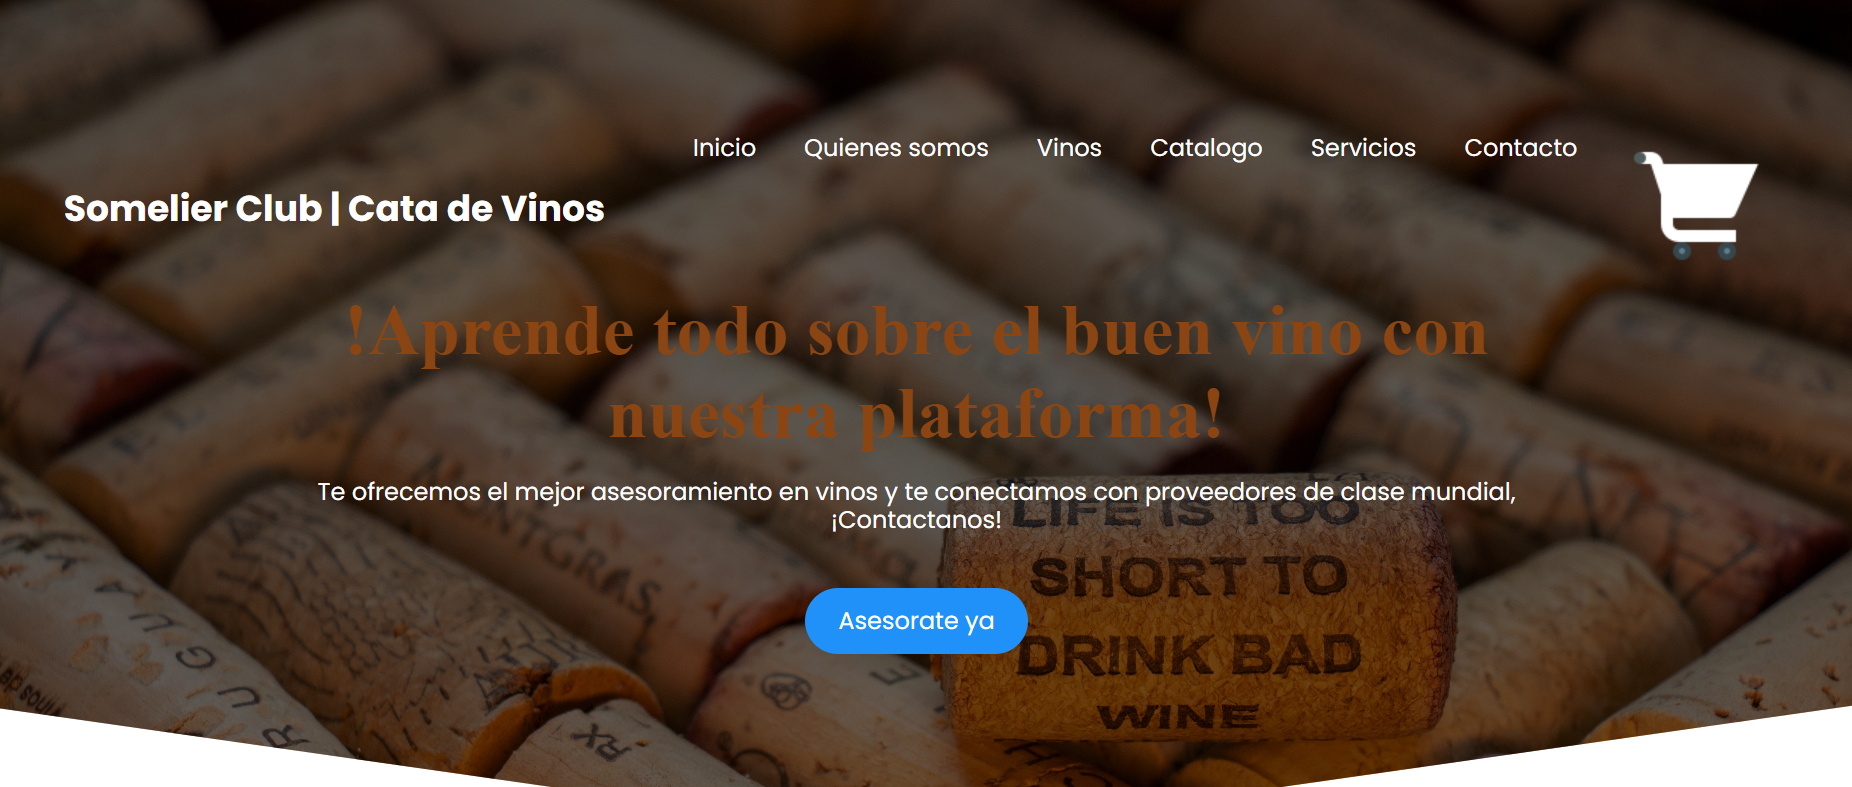 Inicio Quienes somos Vinos Catalogo Servicios Contacto
Somelier Club | Cata de Vinos
!Aprende todo sobre el buen vino con
nuestra plataforma!
Te ofrecemos el mejor asesoramiento en vinos y te conectamos con proveedores de clase mundial,
¡Contactanos!
Asesorate ya
LIFE IS TOO
SHORT TO
DRINK BAD
WINE
RX